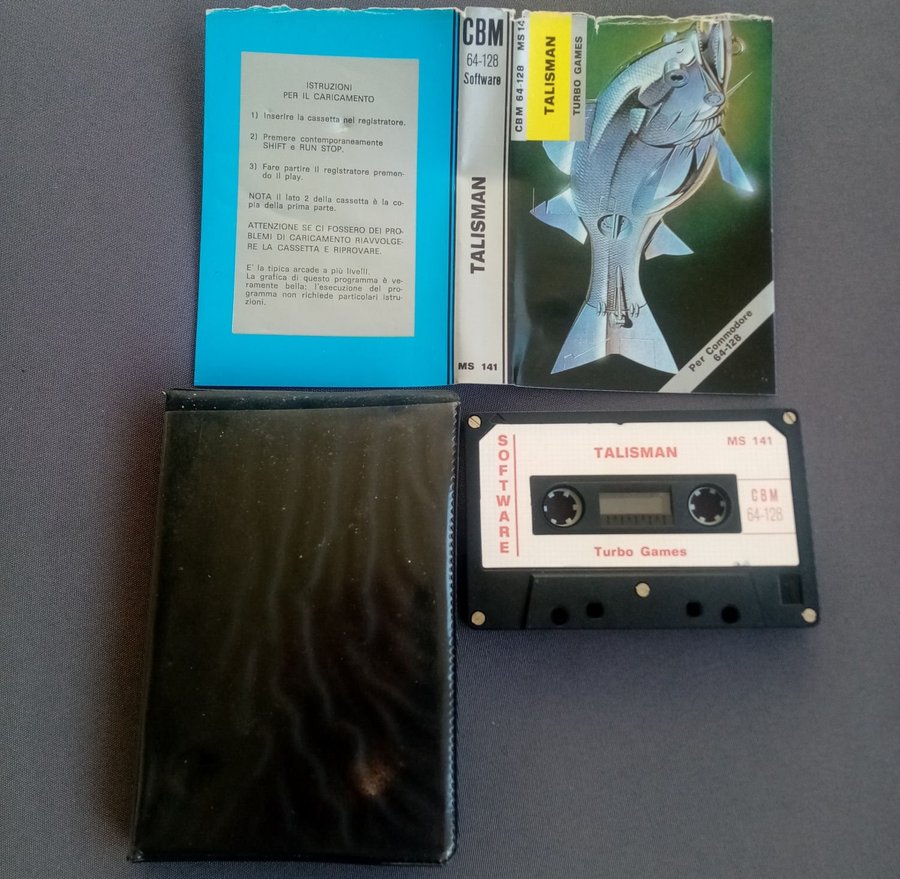 ISTRUZIONI
PER IL CARICAMENTO
1) Inserire la cassetta nel registratore.
2) Premere contemporaneamente
SHIFT e RUN STOP.
3) Fare partire il registratore premen-
do il play.
NOTA il lato 2 della cassotta è la co-
pia della prima parte.
ATTENZIONE SE CI FOSSERO DEI PRO-
BLEMI DI CARICAMENTO RIAVVOLGE-
RE LA CASSETTA E RIPROVARE.
E' la tipica arcade a più livelli.
La grafica di questo programma è ve-
ramente bella; l'esecuzione del pro-
gramma non richiede particolari istru-
zioni.
CBM
64-128
Software
TALISMAN
MS 141
CBM 64-128 MS 14
TALISMAN
TURBO GAMES
Per Commodore
64-128
SOFTWARE
TALISMAN
MS 141
CBM
64-128
Turbo Games